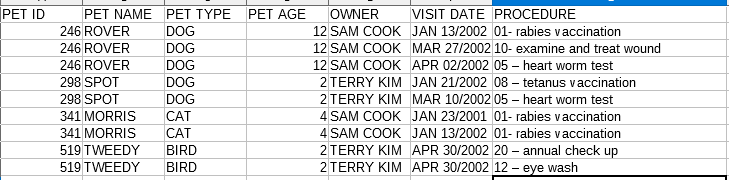 PET ID PET NAME PET TYPE PET AGE OWNER VISIT DATE PROCEDURE
246 ROVER DOG 12 SAM COOK JAN 13/2002 01- rabies vaccination
246 ROVER DOG 12 SAM COOK MAR 27/2002 10- examine and treat wound
246 ROVER DOG 12 SAM COOK APR 02/2002 05 – heart worm test
298 SPOT DOG 2 TERRY KIM JAN 21/2002 08 – tetanus vaccination
298 SPOT DOG 2 TERRY KIM MAR 10/2002 05 – heart worm test
341 MORRIS CAT 4 SAM COOK JAN 23/2001 01- rabies vaccination
341 MORRIS CAT 4 SAM COOK JAN 13/2002 01- rabies vaccination
519 TWEEDY BIRD 2 TERRY KIM APR 30/2002 20 – annual check up
519 TWEEDY BIRD 2 TERRY KIM APR 30/2002 12 – eye wash